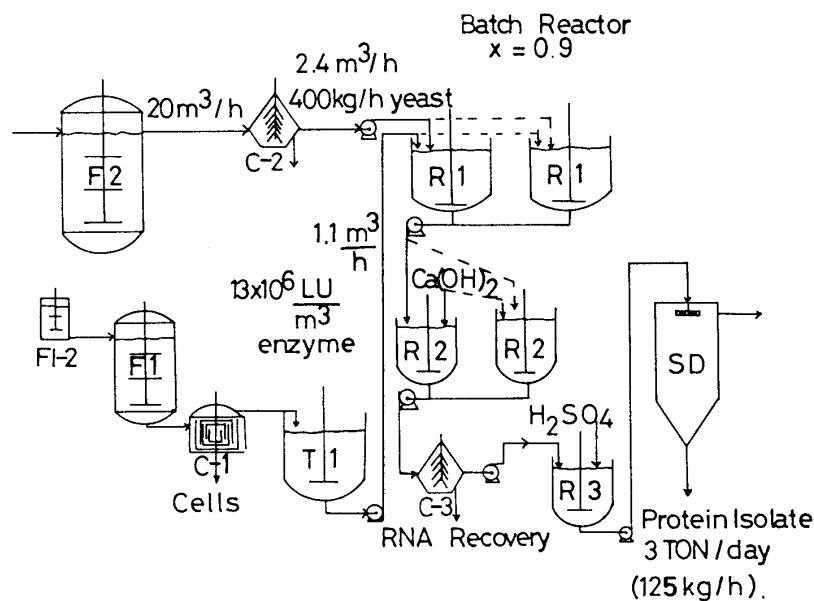 Batch Reactor
x = 0.9
2.4 m³/h
20m³/h
400kg/h yeast
C-2
F2
R1
R1
1.1 m³
h
Ca(OH)₂
13x10⁶ LU
m³
enzyme
FI-2
F1
R2
R2
SD
H₂SO4
C-1
T1
Cells
C-3
R3
RNA Recovery
Protein Isolate
3 TON/day
(125kg/h).